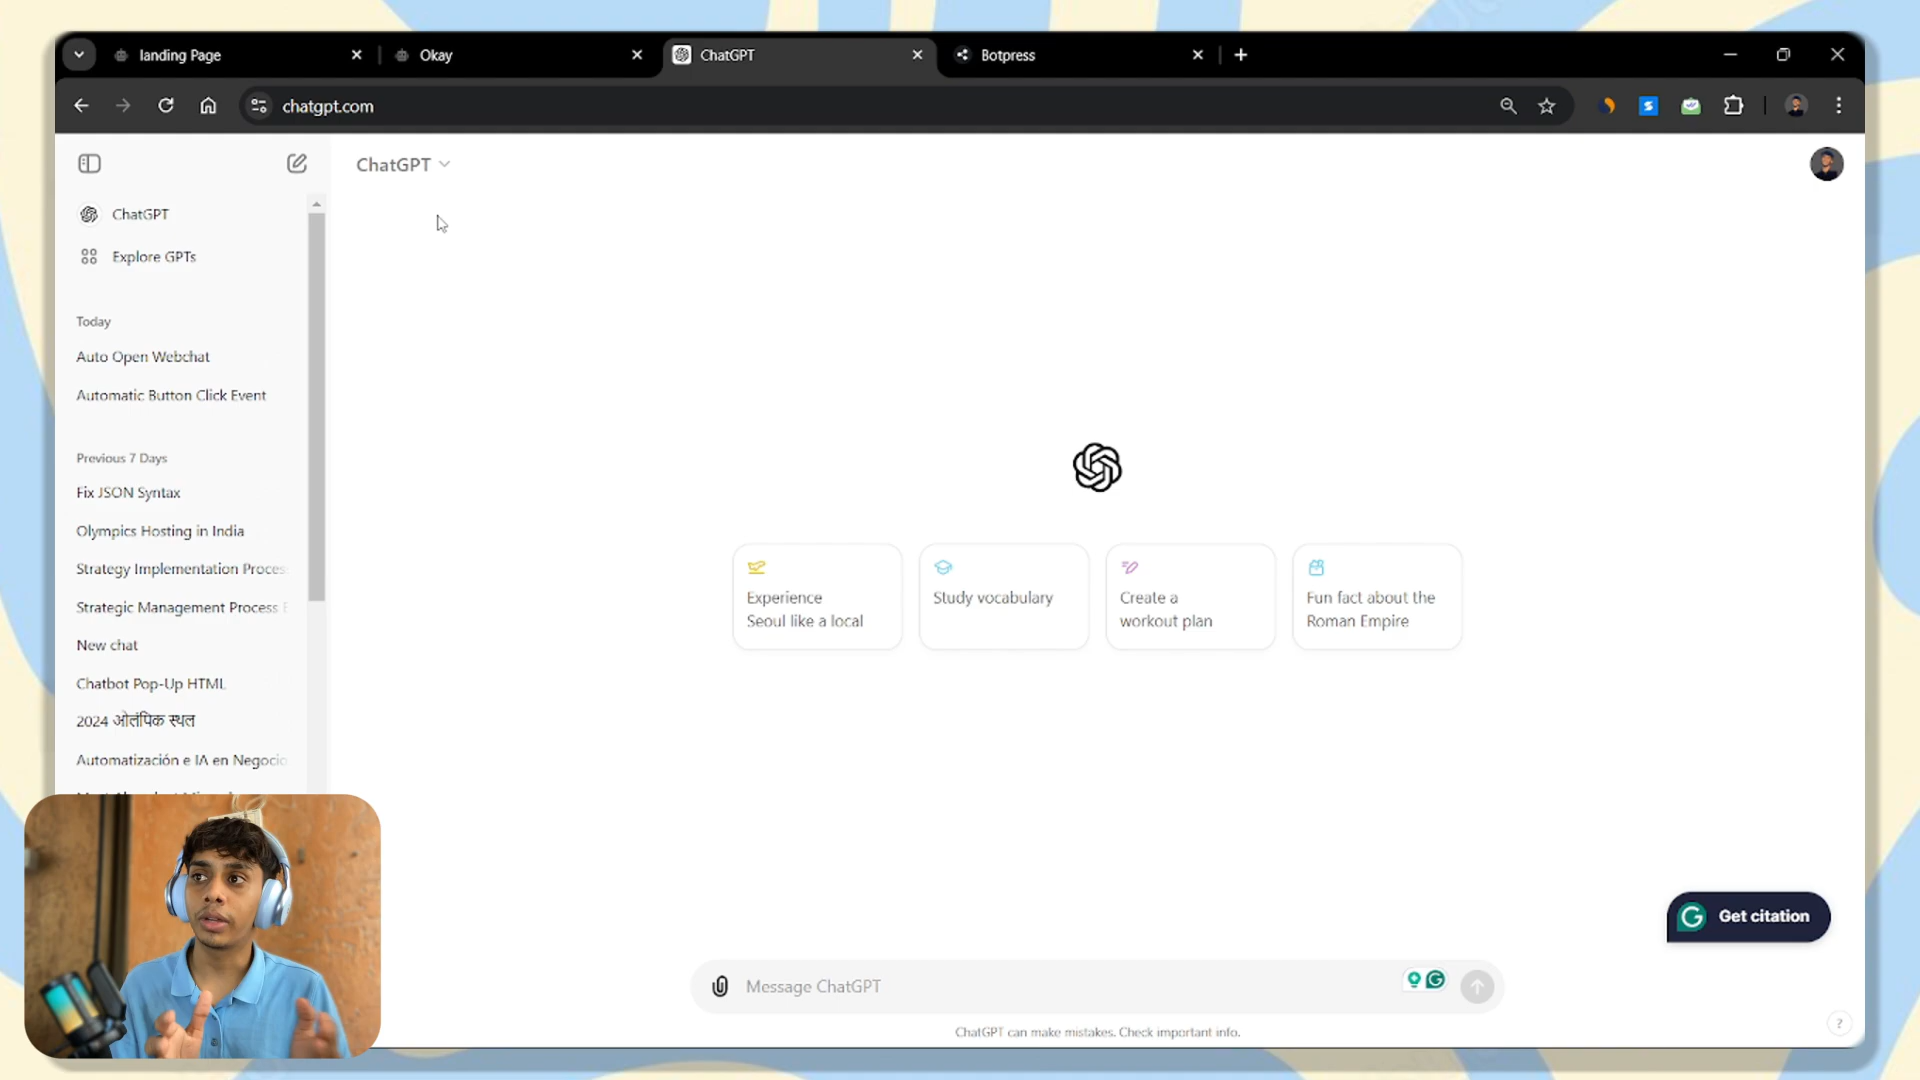 landing Page
Okay
ChatGPT
Botpress
chatgpt.com
ChatGPT
ChatGPT
Explore GPTs
Today
Auto Open Webchat
Automatic Button Click Event
Previous 7 Days
Fix JSON Syntax
Olympics Hosting in India
Strategy Implementation Proces
Strategic Management Process
New chat
Chatbot Pop-Up HTML
2024 ओलंपिक स्थल
Automatización e IA en Negocio
Experience
Seoul like a local
Study vocabulary
Create a
workout plan
Fun fact about the
Roman Empire
Get citation
Message ChatGPT
ChatGPT can make mistakes. Check important info.
?